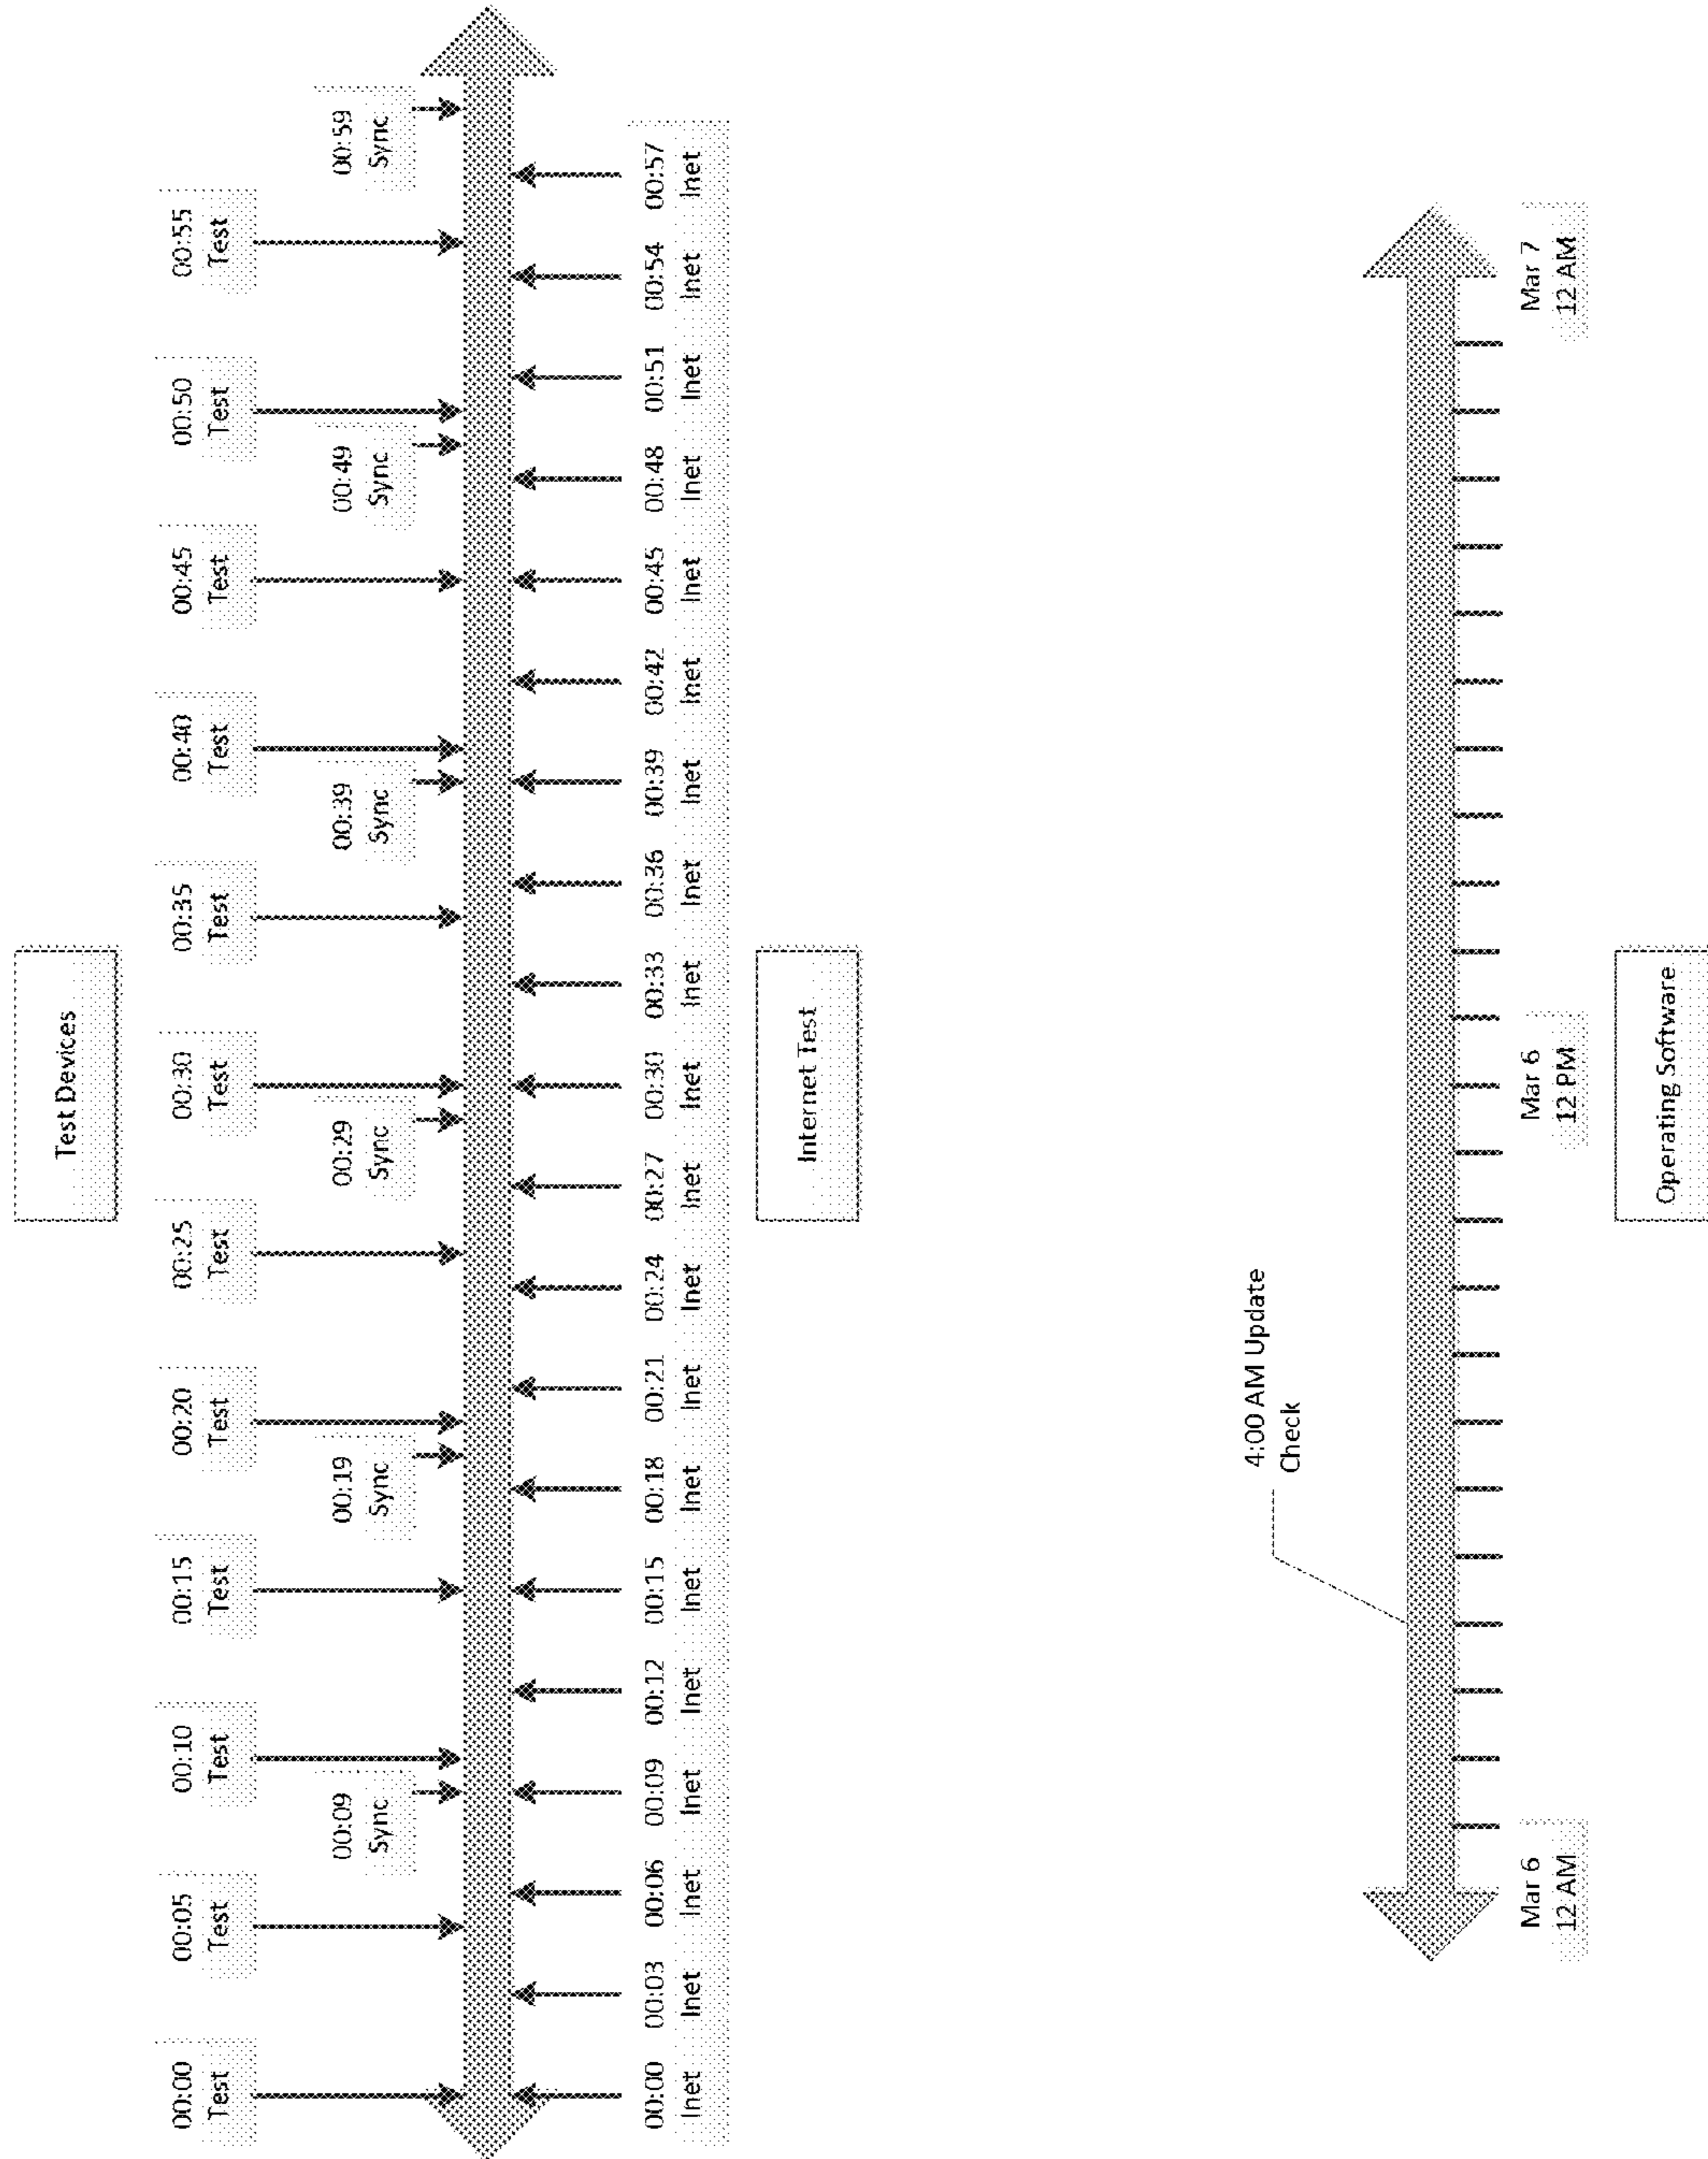 Test Devices
00:00
Test
00:05
Test
00:10
Test
00:15
Test
00:20
Test
00:25
Test
00:30
Test
00:35
Test
00:40
Test
00:45
Test
00:50
Test
00:55
Test
00:09
Sync
00:19
Sync
00:29
Sync
00:39
Sync
00:49
Sync
00:59
Sync
00:00
Inet
00:03
Inet
00:06
Inet
00:09
Inet
00:12
Inet
00:15
Inet
00:18
Inet
00:21
Inet
00:24
Inet
00:27
Inet
00:30
Inet
00:33
Inet
00:36
Inet
00:39
Inet
00:42
Inet
00:45
Inet
00:48
Inet
00:51
Inet
00:54
Inet
00:57
Inet
Internet Test
4:00 AM Update
Check
Mar 6
12 AM
Mar 6
12 PM
Mar 7
12 AM
Operating Software